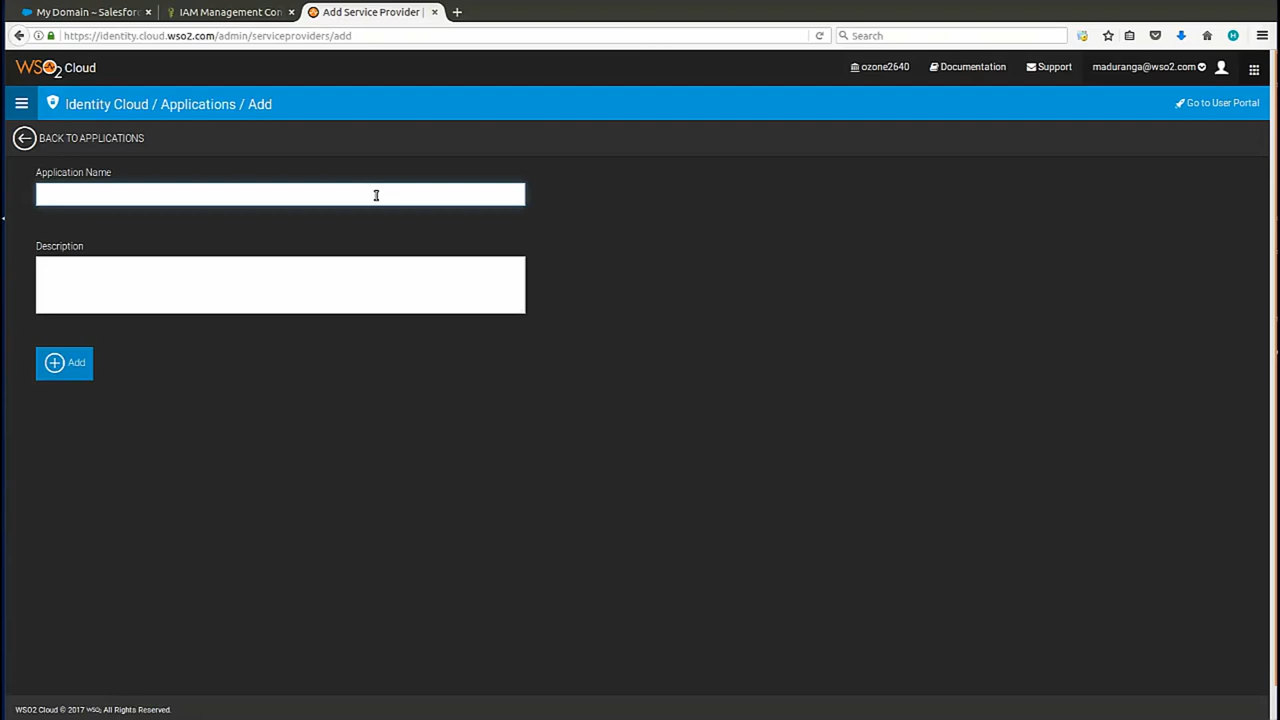 My Domain ~ Salesforc
IAM Management Con
Add Service Provider |
https://identity.cloud.wso2.com/admin/serviceproviders/add
Search
WSO2 Cloud
ozone2640
Documentation
Support
maduranga@wso2.com
Identity Cloud / Applications / Add
Go to User Portal
BACK TO APPLICATIONS
Application Name
Description
Add
WSO2 Cloud © 2017 WSO2 All Rights Reserved.